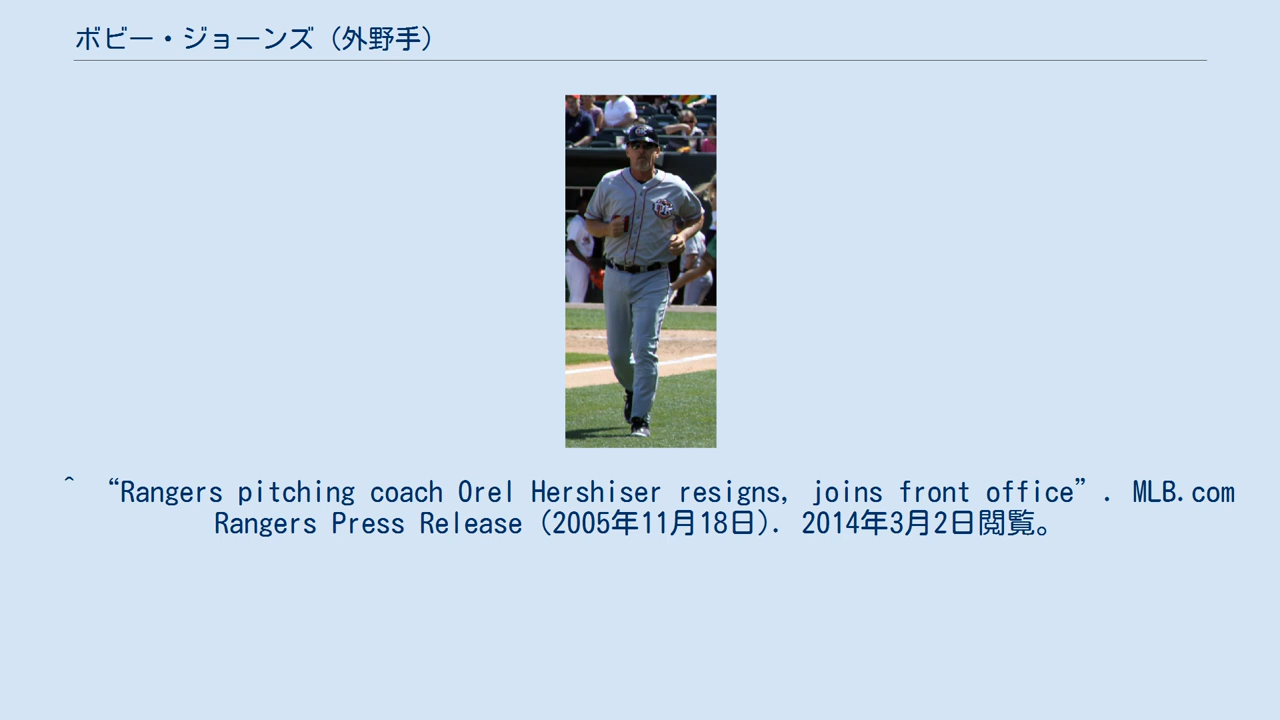 ボビー・ジョーンズ（外野手）
^ “Rangers pitching coach Orel Hershiser resigns, joins front office”. MLB.com
Rangers Press Release (2005年11月18日). 2014年3月2日閲覧。